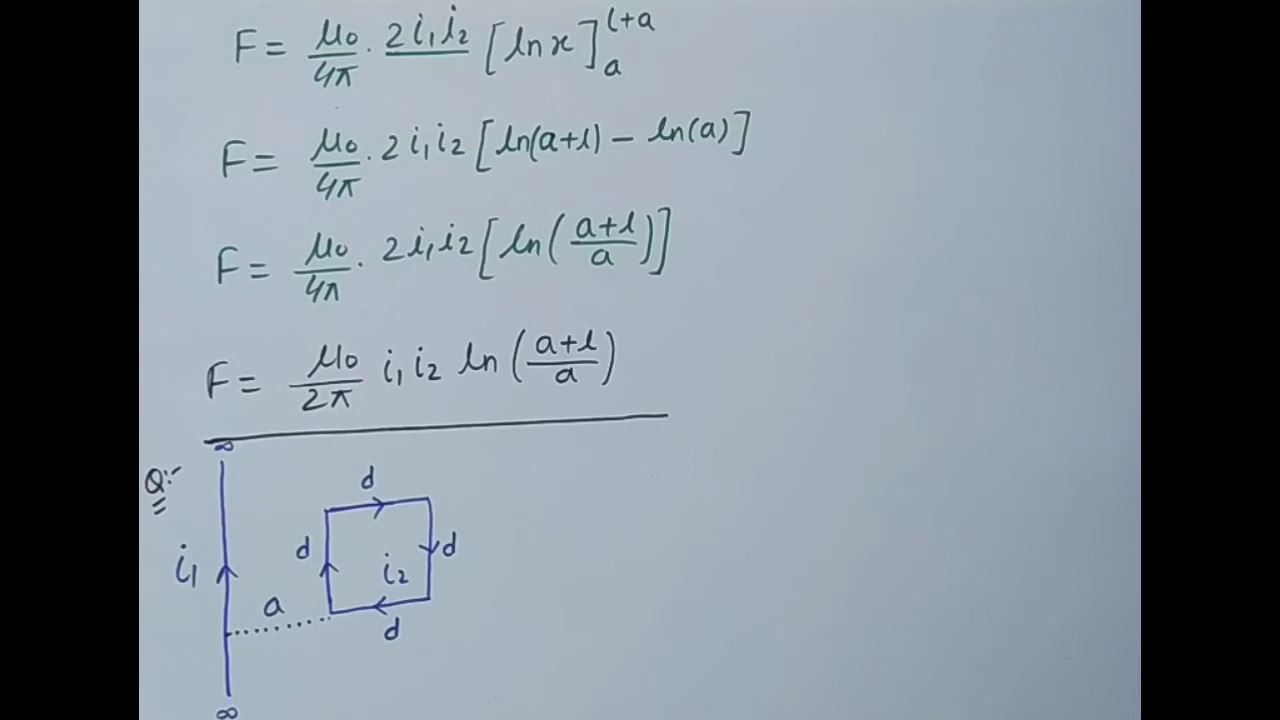 F = μ₀/4π · 2i₁i₂ [ln x]ₐˡ⁺ᵃ
F = μ₀/4π · 2i₁i₂ [ln(a+l) − ln(a)]
F = μ₀/4π · 2i₁i₂ [ln((a+l)/a)]
F = μ₀/2π i₁i₂ ln((a+l)/a)
∞
Q:-
d
d
d
i₁
i₂
a
d
∞